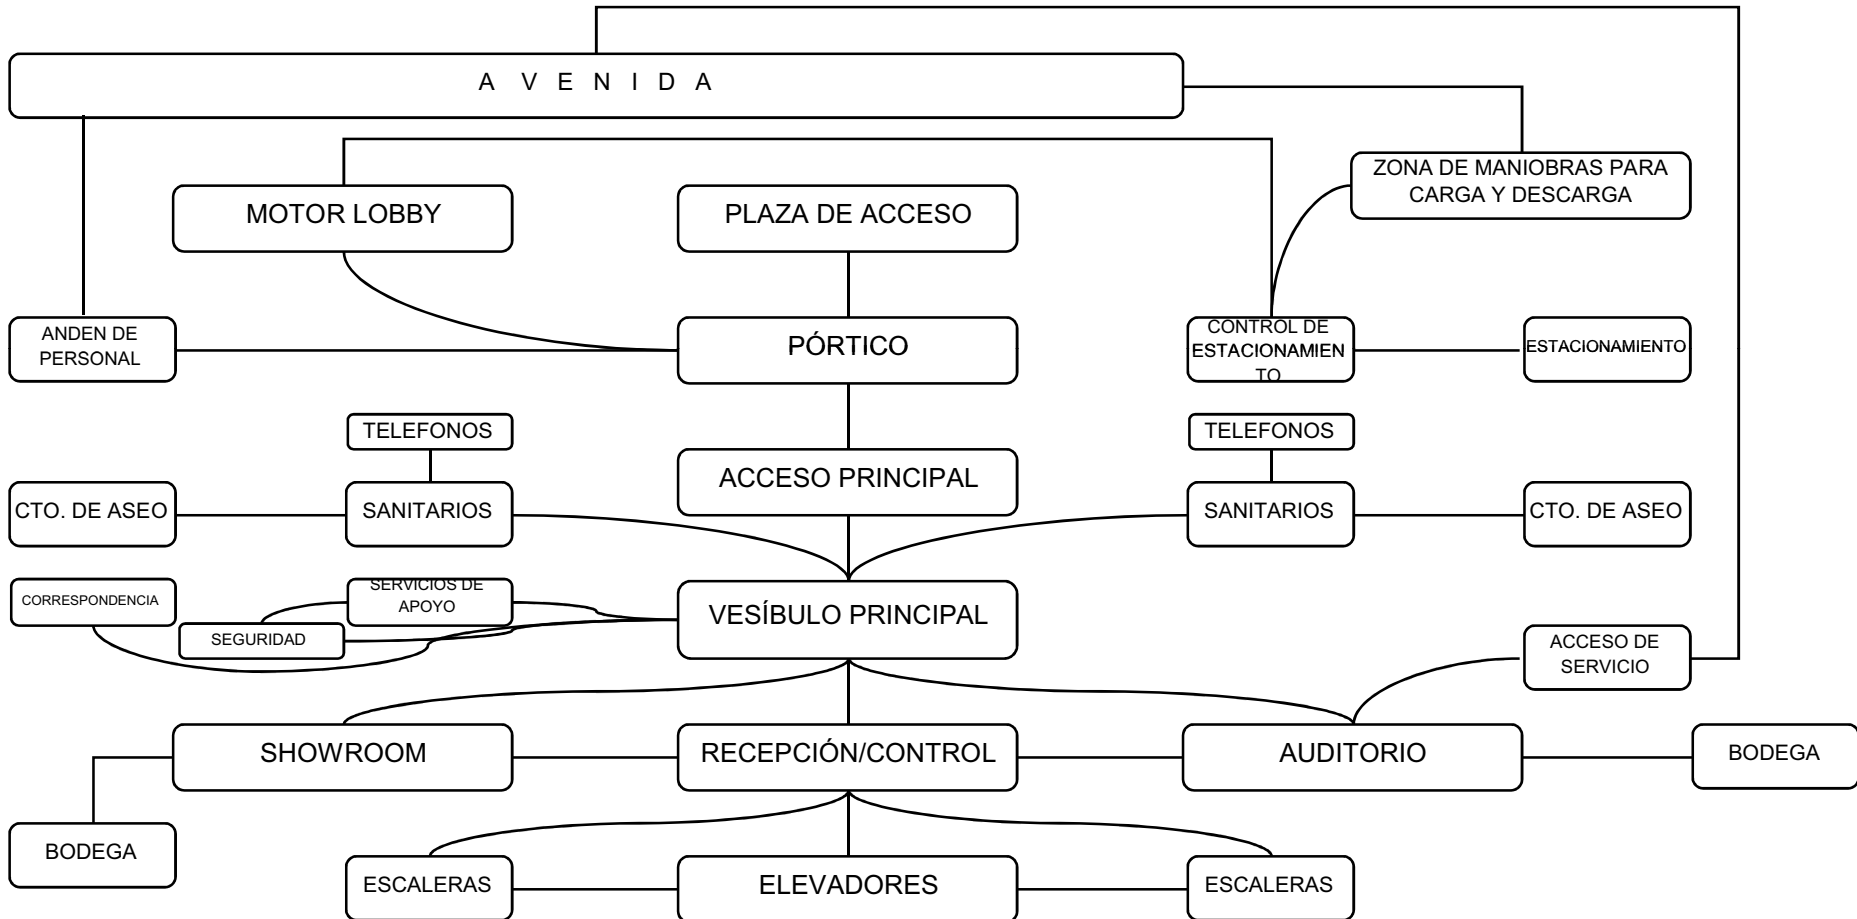 A V E N I D A
ZONA DE MANIOBRAS PARA
CARGA Y DESCARGA
MOTOR LOBBY
PLAZA DE ACCESO
ANDEN DE
PERSONAL
PÓRTICO
CONTROL DE
ESTACIONAMIEN
TO
ESTACIONAMIENTO
TELEFONOS
TELEFONOS
CTO. DE ASEO
SANITARIOS
ACCESO PRINCIPAL
SANITARIOS
CTO. DE ASEO
CORRESPONDENCIA
SERVICIOS DE
APOYO
SEGURIDAD
VESÍBULO PRINCIPAL
ACCESO DE
SERVICIO
SHOWROOM
RECEPCIÓN/CONTROL
AUDITORIO
BODEGA
BODEGA
ESCALERAS
ELEVADORES
ESCALERAS